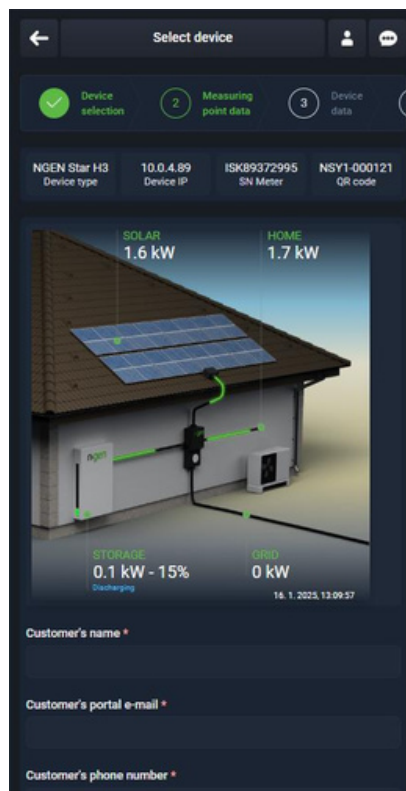 Select device
Device
selection
2
Measuring
point data
3
Device
data
NGEN Star H3
Device type
10.0.4.89
Device IP
ISK89372995
SN Meter
NSY1-000121
QR code
SOLAR
1.6 kW
HOME
1.7 kW
ngen
STORAGE
0.1 kW - 15%
Discharging
GRID
0 kW
16. 1. 2025, 13:09:57
Customer's name *
Customer's portal e-mail *
Customer's phone number *